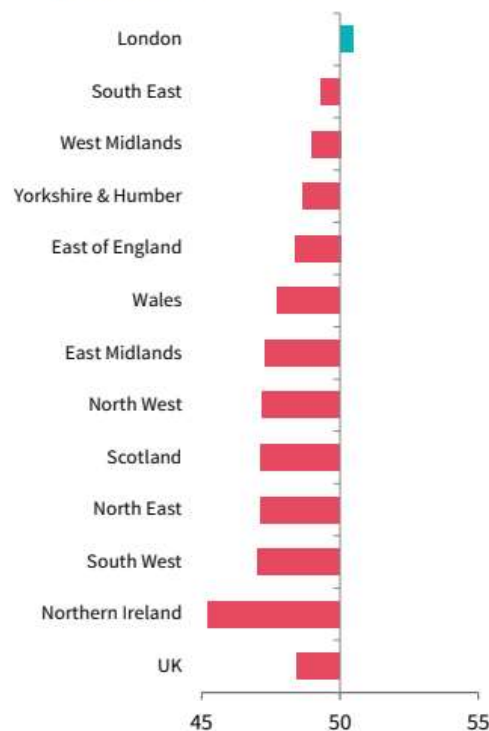 London
South East
West Midlands
Yorkshire & Humber
East of England
Wales
East Midlands
North West
Scotland
North East
South West
Northern Ireland
UK
45 50 55